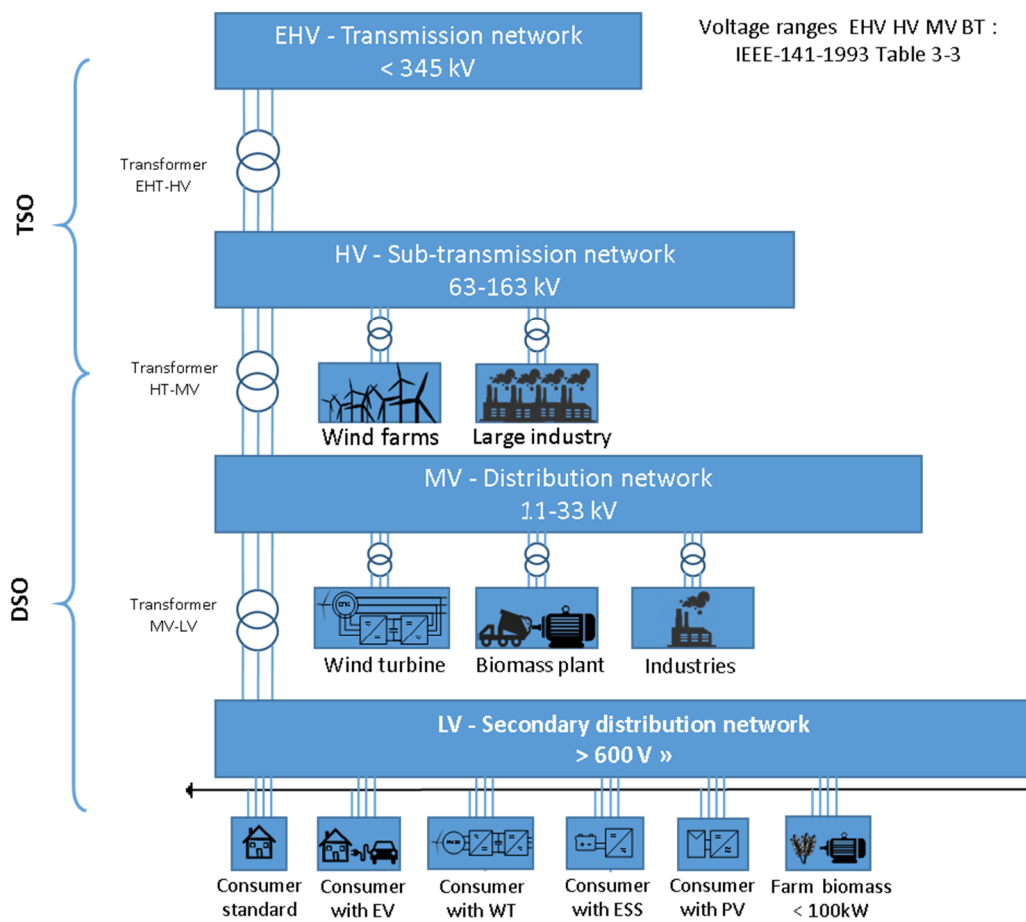 EHV - Transmission network
< 345 kV
Voltage ranges EHV HV MV BT :
IEEE-141-1993 Table 3-3
TSO
Transformer
EHT-HV
HV - Sub-transmission network
63-163 kV
Transformer
HT-MV
Wind farms
Large industry
MV - Distribution network
11-33 kV
DSO
Transformer
MV-LV
Wind turbine
Biomass plant
Industries
LV - Secondary distribution network
> 600 V »
Consumer
standard
Consumer
with EV
Consumer
with WT
Consumer
with ESS
Consumer
with PV
Farm biomass
< 100kW